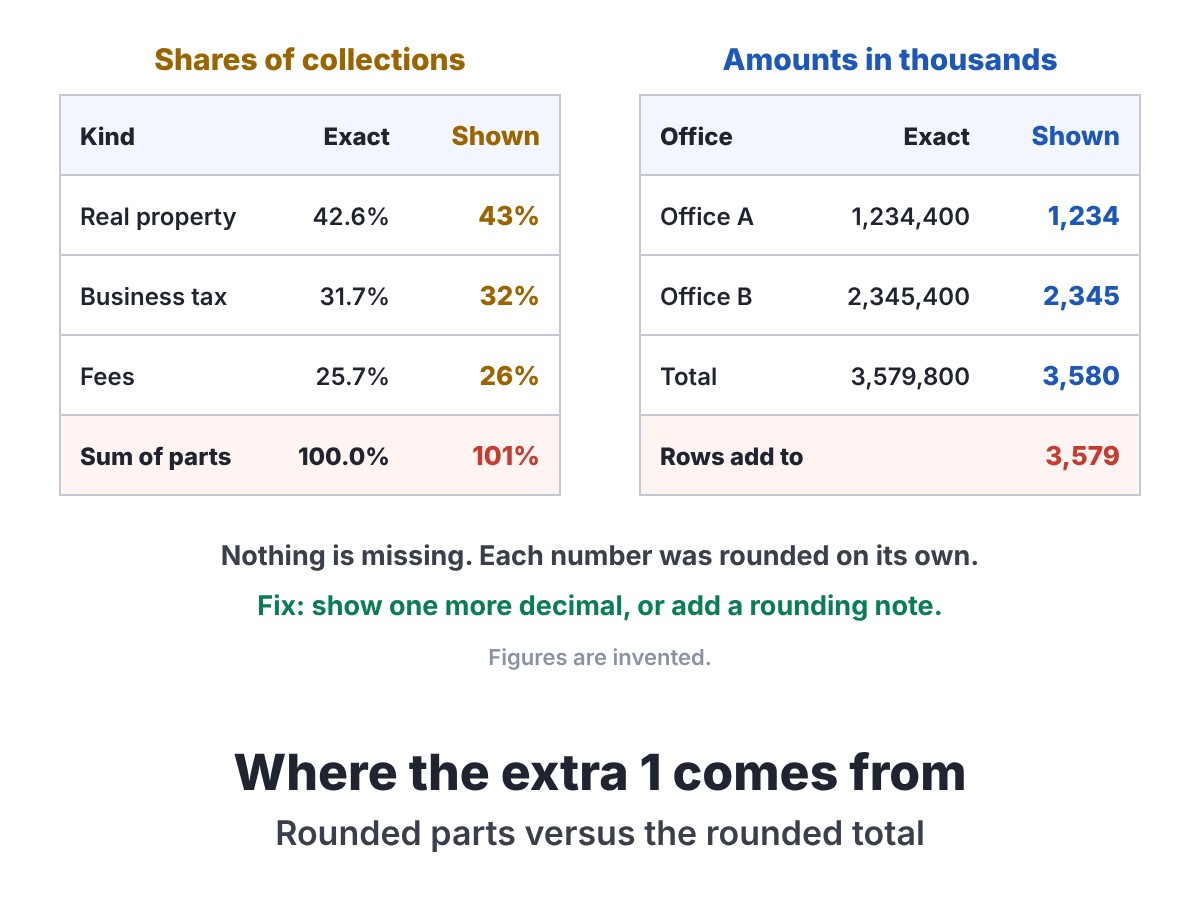 Shares of collections
Kind Exact Shown
Real property 42.6% 43%
Business tax 31.7% 32%
Fees 25.7% 26%
Sum of parts 100.0% 101%
Amounts in thousands
Office Exact Shown
Office A 1,234,400 1,234
Office B 2,345,400 2,345
Total 3,579,800 3,580
Rows add to 3,579
Nothing is missing. Each number was rounded on its own.
Fix: show one more decimal, or add a rounding note.
Figures are invented.
Where the extra 1 comes from
Rounded parts versus the rounded total